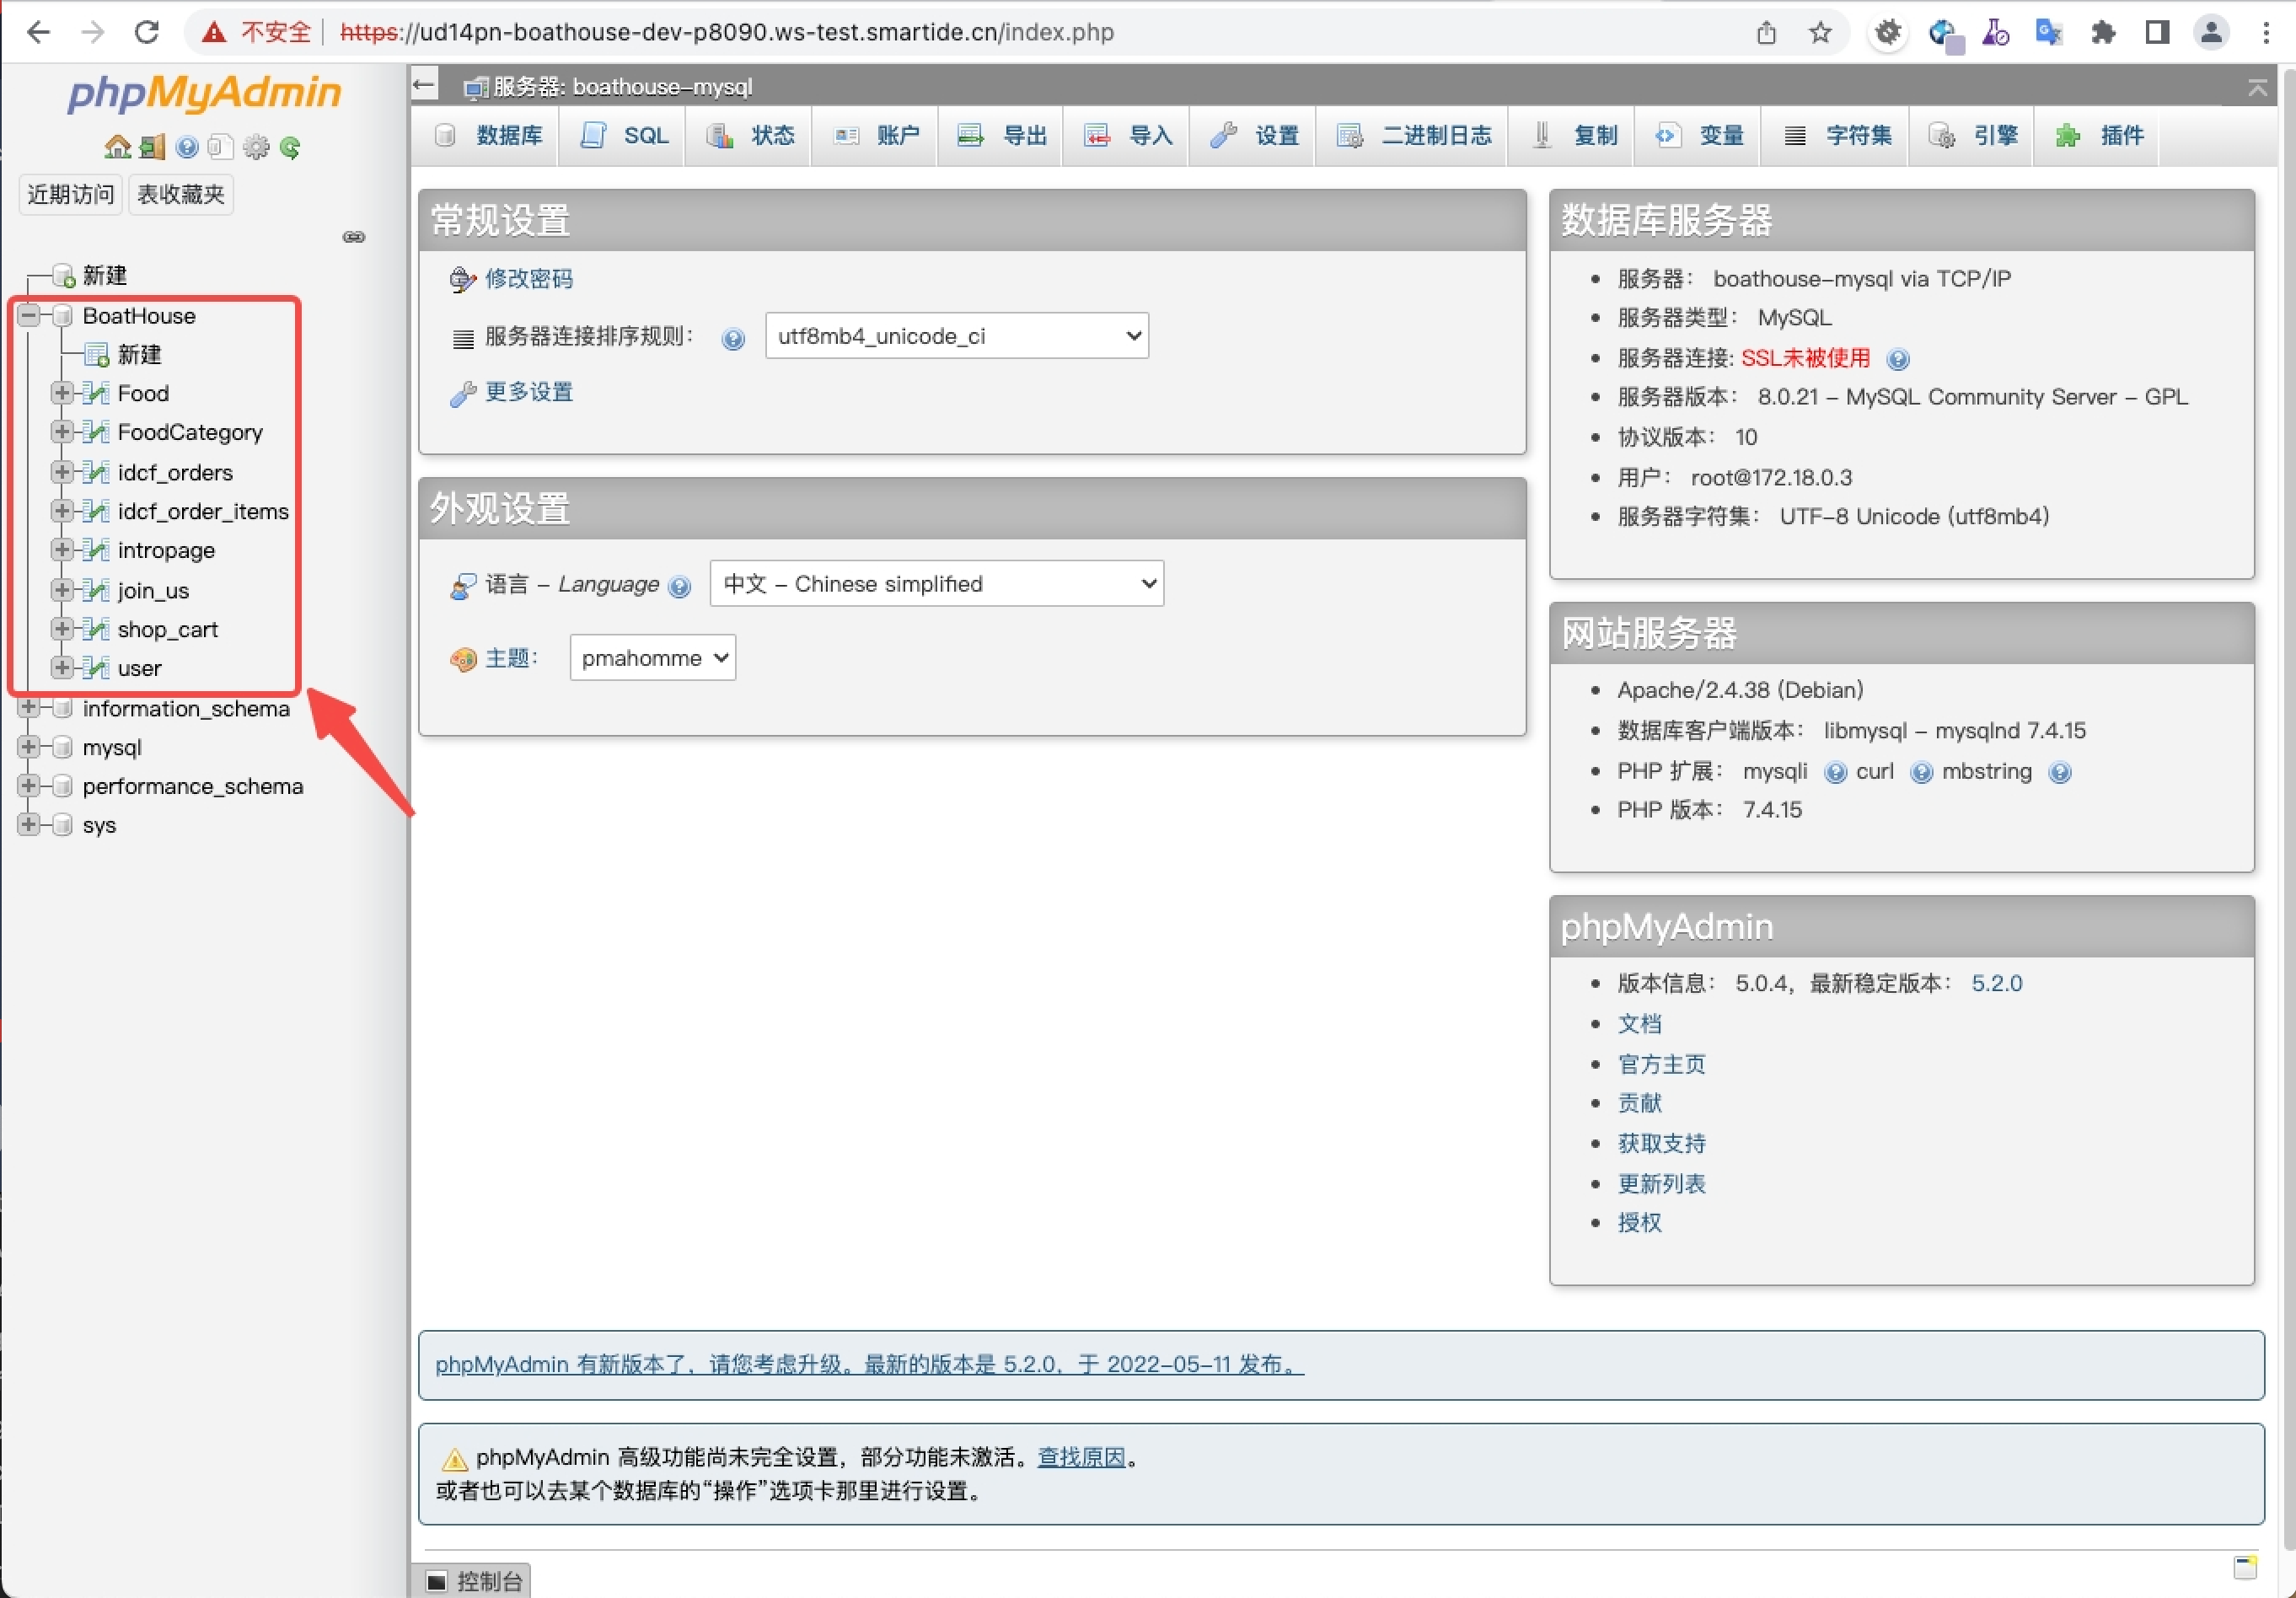 不安全 https://ud14pn-boathouse-dev-p8090.ws-test.smartide.cn/index.php
phpMyAdmin
近期访问 表收藏夹
新建
BoatHouse
新建
Food
FoodCategory
idcf_orders
idcf_order_items
intropage
join_us
shop_cart
user
information_schema
mysql
performance_schema
sys
服务器: boathouse-mysql
数据库 SQL 状态 账户 导出 导入 设置 二进制日志 复制 变量 字符集 引擎 插件
常规设置
修改密码
服务器连接排序规则： utf8mb4_unicode_ci
更多设置
外观设置
语言 - Language 中文 - Chinese simplified
主题： pmahomme
数据库服务器
服务器： boathouse-mysql via TCP/IP
服务器类型： MySQL
服务器连接: SSL未被使用
服务器版本： 8.0.21 - MySQL Community Server - GPL
协议版本： 10
用户： root@172.18.0.3
服务器字符集： UTF-8 Unicode (utf8mb4)
网站服务器
Apache/2.4.38 (Debian)
数据库客户端版本： libmysql - mysqlnd 7.4.15
PHP 扩展： mysqli curl mbstring
PHP 版本： 7.4.15
phpMyAdmin
版本信息： 5.0.4，最新稳定版本： 5.2.0
文档
官方主页
贡献
获取支持
更新列表
授权
phpMyAdmin 有新版本了，请您考虑升级。最新的版本是 5.2.0，于 2022-05-11 发布。
phpMyAdmin 高级功能尚未完全设置，部分功能未激活。查找原因。
或者也可以去某个数据库的“操作”选项卡那里进行设置。
控制台